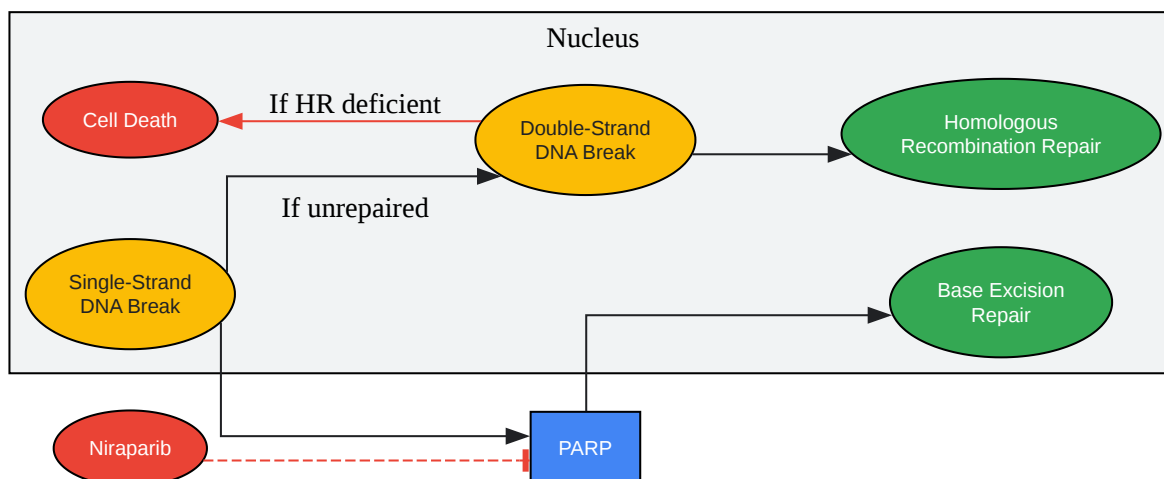 Nucleus
Cell Death
If HR deficient
Double-Strand
DNA Break
Homologous
Recombination Repair
If unrepaired
Single-Strand
DNA Break
Base Excision
Repair
Niraparib
PARP